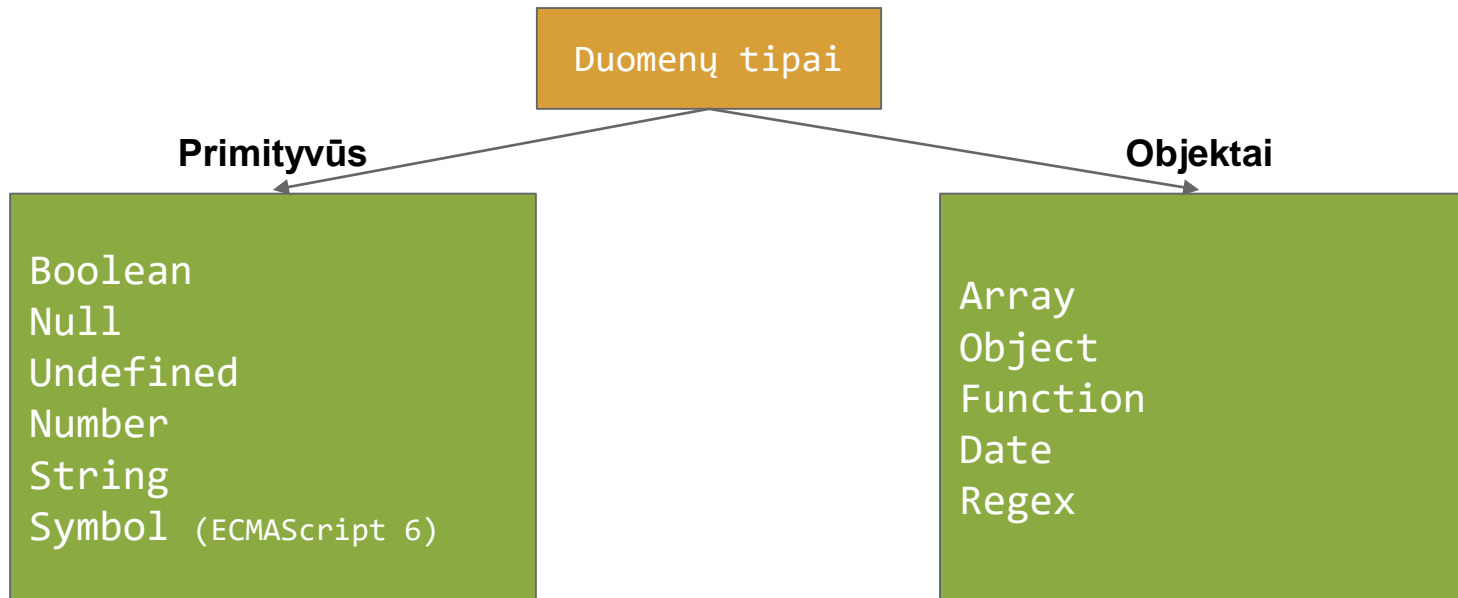 Duomenų tipai
Primityvūs
Objektai
Boolean
Null
Undefined
Number
String
Symbol (ECMAScript 6)
Array
Object
Function
Date
Regex